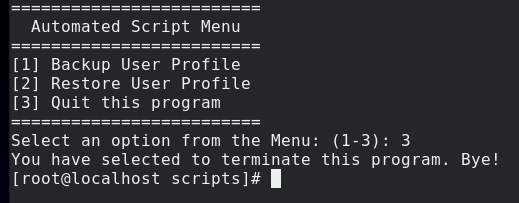 ==========================
  Automated Script Menu
==========================
[1] Backup User Profile
[2] Restore User Profile
[3] Quit this program
==========================
Select an option from the Menu: (1-3): 3
You have selected to terminate this program. Bye!
[root@localhost scripts]#